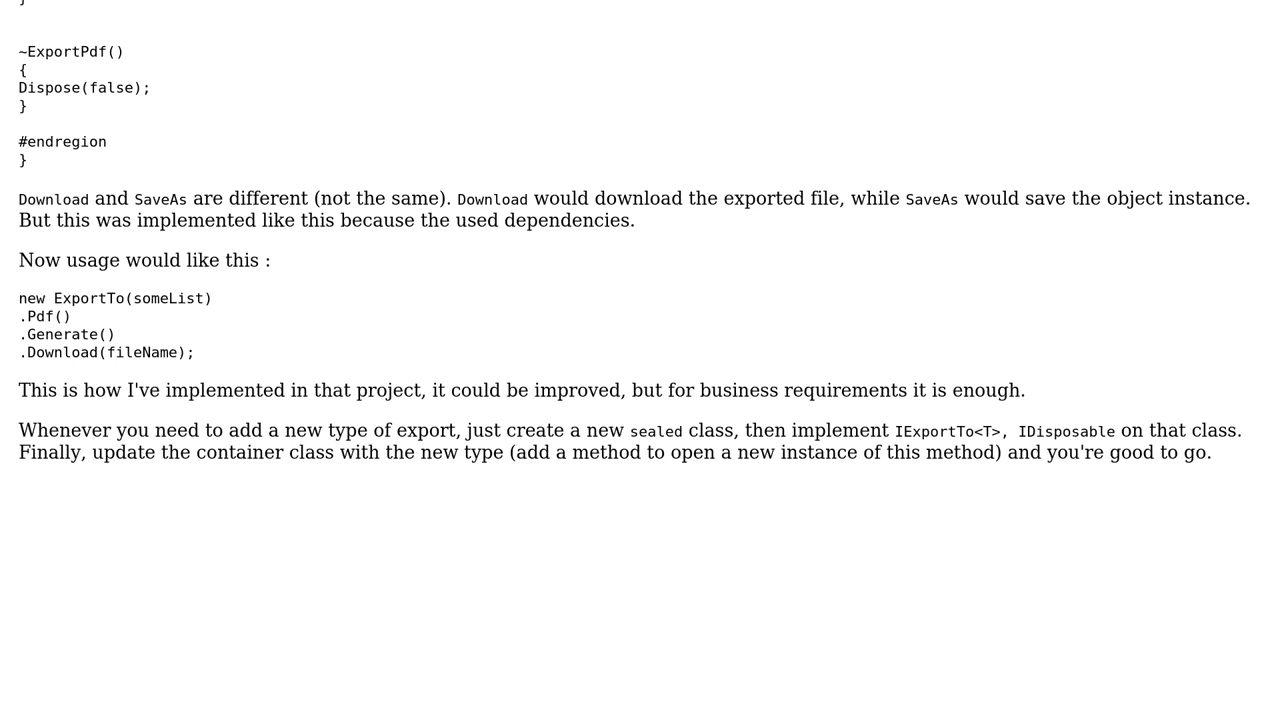 }
~ExportPdf()
{
Dispose(false);
}
#endregion
}
Download and SaveAs are different (not the same). Download would download the exported file, while SaveAs would save the object instance.
But this was implemented like this because the used dependencies.
Now usage would like this :
new ExportTo(someList)
.Pdf()
.Generate()
.Download(fileName);
This is how I've implemented in that project, it could be improved, but for business requirements it is enough.
Whenever you need to add a new type of export, just create a new sealed class, then implement IExportTo<T>, IDisposable on that class.
Finally, update the container class with the new type (add a method to open a new instance of this method) and you're good to go.